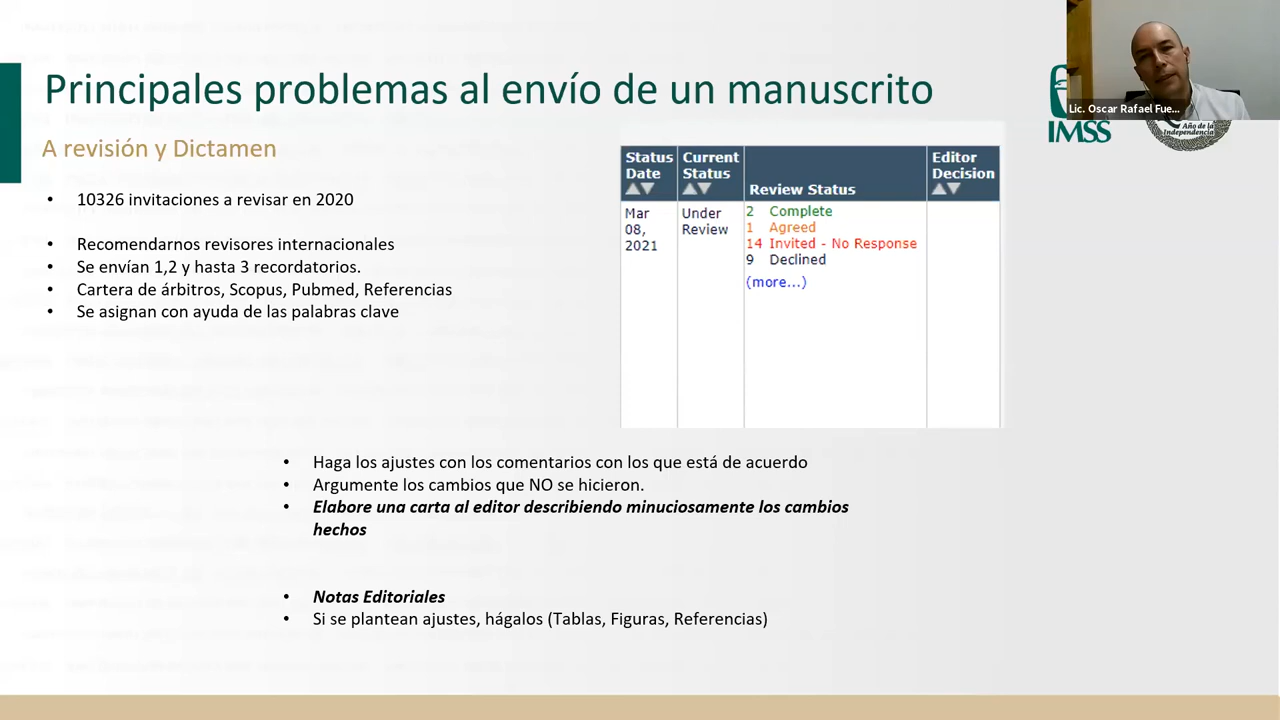 Principales problemas al envío de un manuscrito
A revisión y Dictamen
• 10326 invitaciones a revisar en 2020
• Recomendarnos revisores internacionales
• Se envían 1,2 y hasta 3 recordatorios.
• Cartera de árbitros, Scopus, Pubmed, Referencias
• Se asignan con ayuda de las palabras clave
Status Date
Current Status
Review Status
Editor Decision
Mar 08, 2021
Under Review
2 Complete
1 Agreed
14 Invited - No Response
9 Declined
(more...)
• Haga los ajustes con los comentarios con los que está de acuerdo
• Argumente los cambios que NO se hicieron.
• Elabore una carta al editor describiendo minuciosamente los cambios
hechos
• Notas Editoriales
• Si se plantean ajustes, hágalos (Tablas, Figuras, Referencias)
Lic. Oscar Rafael Fue...
IMSS
Año de la
Independencia